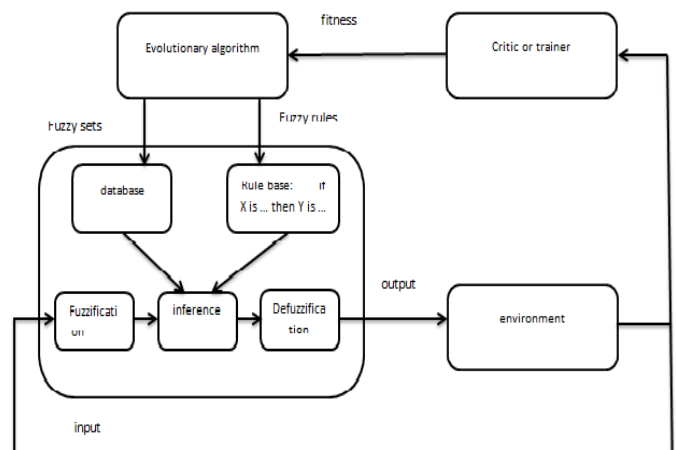 fitness
Evolutionary algorithm
Critic or trainer
Fuzzy sets
Fuzzy rules
database
Rule base: if
X is ... then Y is ...
output
Fuzzificati
on
inference
Defuzzifica
tion
environment
input